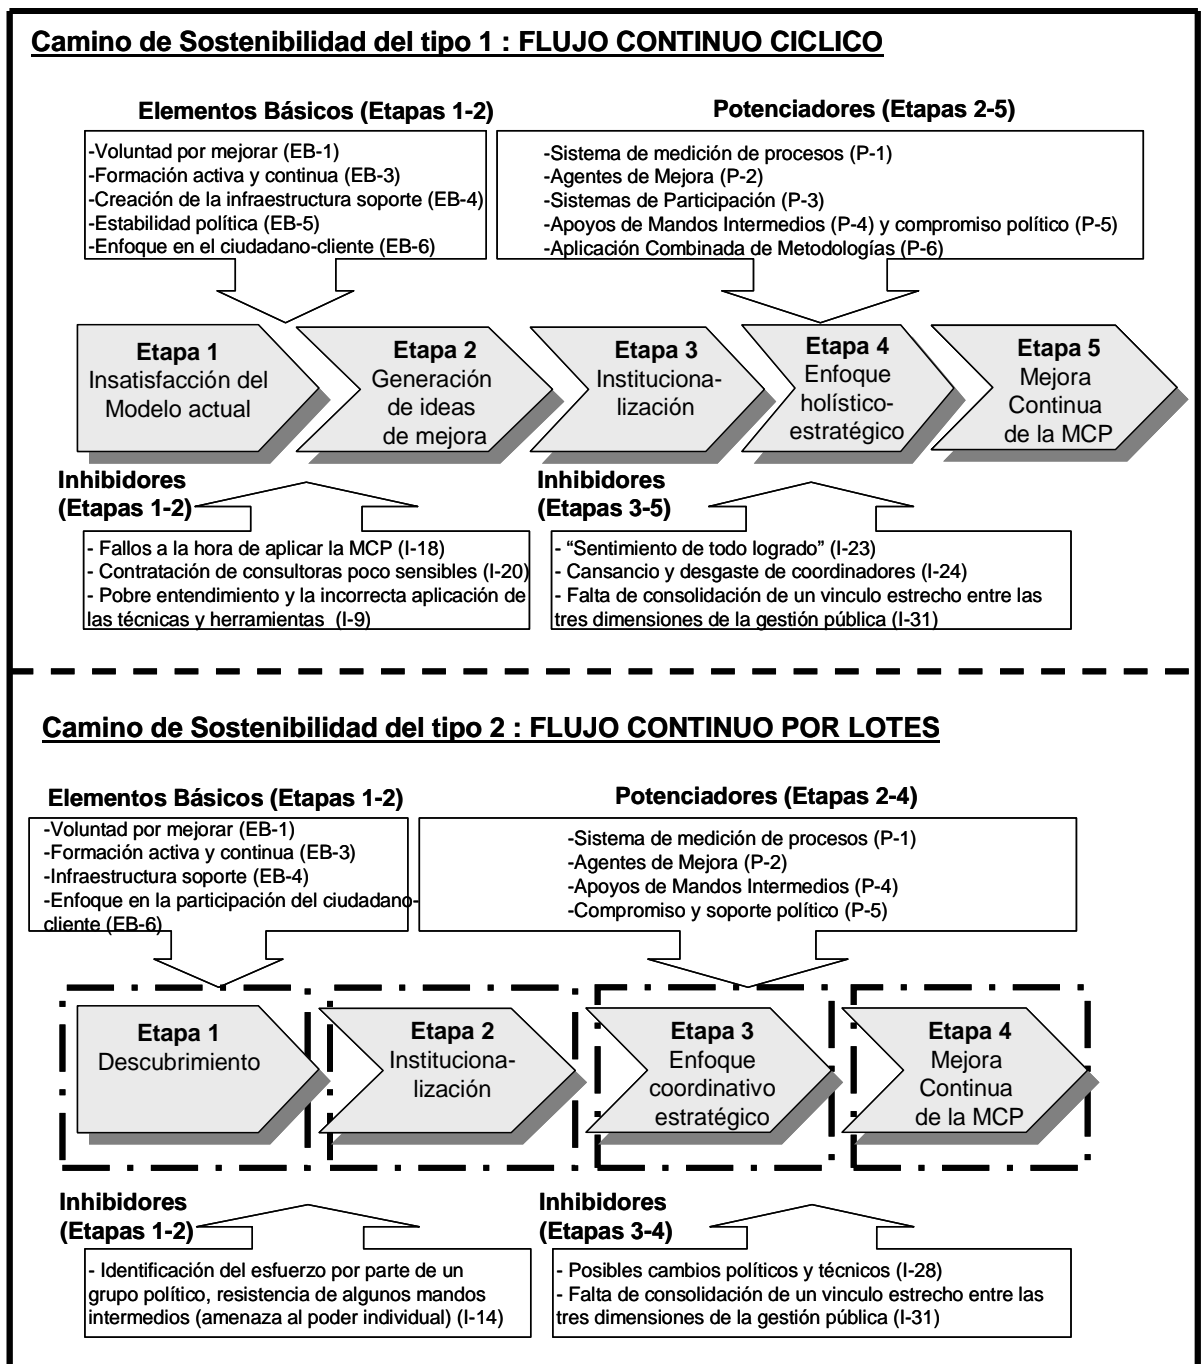 Camino de Sostenibilidad del tipo 1 : FLUJO CONTINUO CICLICO
Elementos Básicos (Etapas 1-2)
-Voluntad por mejorar (EB-1)
-Formación activa y continua (EB-3)
-Creación de la infraestructura soporte (EB-4)
-Estabilidad política (EB-5)
-Enfoque en el ciudadano-cliente (EB-6)
Potenciadores (Etapas 2-5)
-Sistema de medición de procesos (P-1)
-Agentes de Mejora (P-2)
-Sistemas de Participación (P-3)
-Apoyos de Mandos Intermedios (P-4) y compromiso político (P-5)
-Aplicación Combinada de Metodologías (P-6)
Etapa 1
Insatisfacción del
Modelo actual
Etapa 2
Generación
de ideas
de mejora
Etapa 3
Instituciona-
lización
Etapa 4
Enfoque
holístico-
estratégico
Etapa 5
Mejora
Continua
de la MCP
Inhibidores
(Etapas 1-2)
- Fallos a la hora de aplicar la MCP (I-18)
- Contratación de consultoras poco sensibles (I-20)
- Pobre entendimiento y la incorrecta aplicación de
las técnicas y herramientas (I-9)
Inhibidores
(Etapas 3-5)
- “Sentimiento de todo logrado” (I-23)
- Cansancio y desgaste de coordinadores (I-24)
- Falta de consolidación de un vinculo estrecho entre las
tres dimensiones de la gestión pública (I-31)
Camino de Sostenibilidad del tipo 2 : FLUJO CONTINUO POR LOTES
Elementos Básicos (Etapas 1-2)
-Voluntad por mejorar (EB-1)
-Formación activa y continua (EB-3)
-Infraestructura soporte (EB-4)
-Enfoque en la participación del ciudadano-
cliente (EB-6)
Potenciadores (Etapas 2-4)
-Sistema de medición de procesos (P-1)
-Agentes de Mejora (P-2)
-Apoyos de Mandos Intermedios (P-4)
-Compromiso y soporte político (P-5)
Etapa 1
Descubrimiento
Etapa 2
Instituciona-
lización
Etapa 3
Enfoque
coordinativo
estratégico
Etapa 4
Mejora
Continua
de la MCP
Inhibidores
(Etapas 1-2)
- Identificación del esfuerzo por parte de un
grupo político, resistencia de algunos mandos
intermedios (amenaza al poder individual) (I-14)
Inhibidores
(Etapas 3-4)
- Posibles cambios políticos y técnicos (I-28)
- Falta de consolidación de un vinculo estrecho entre las
tres dimensiones de la gestión pública (I-31)